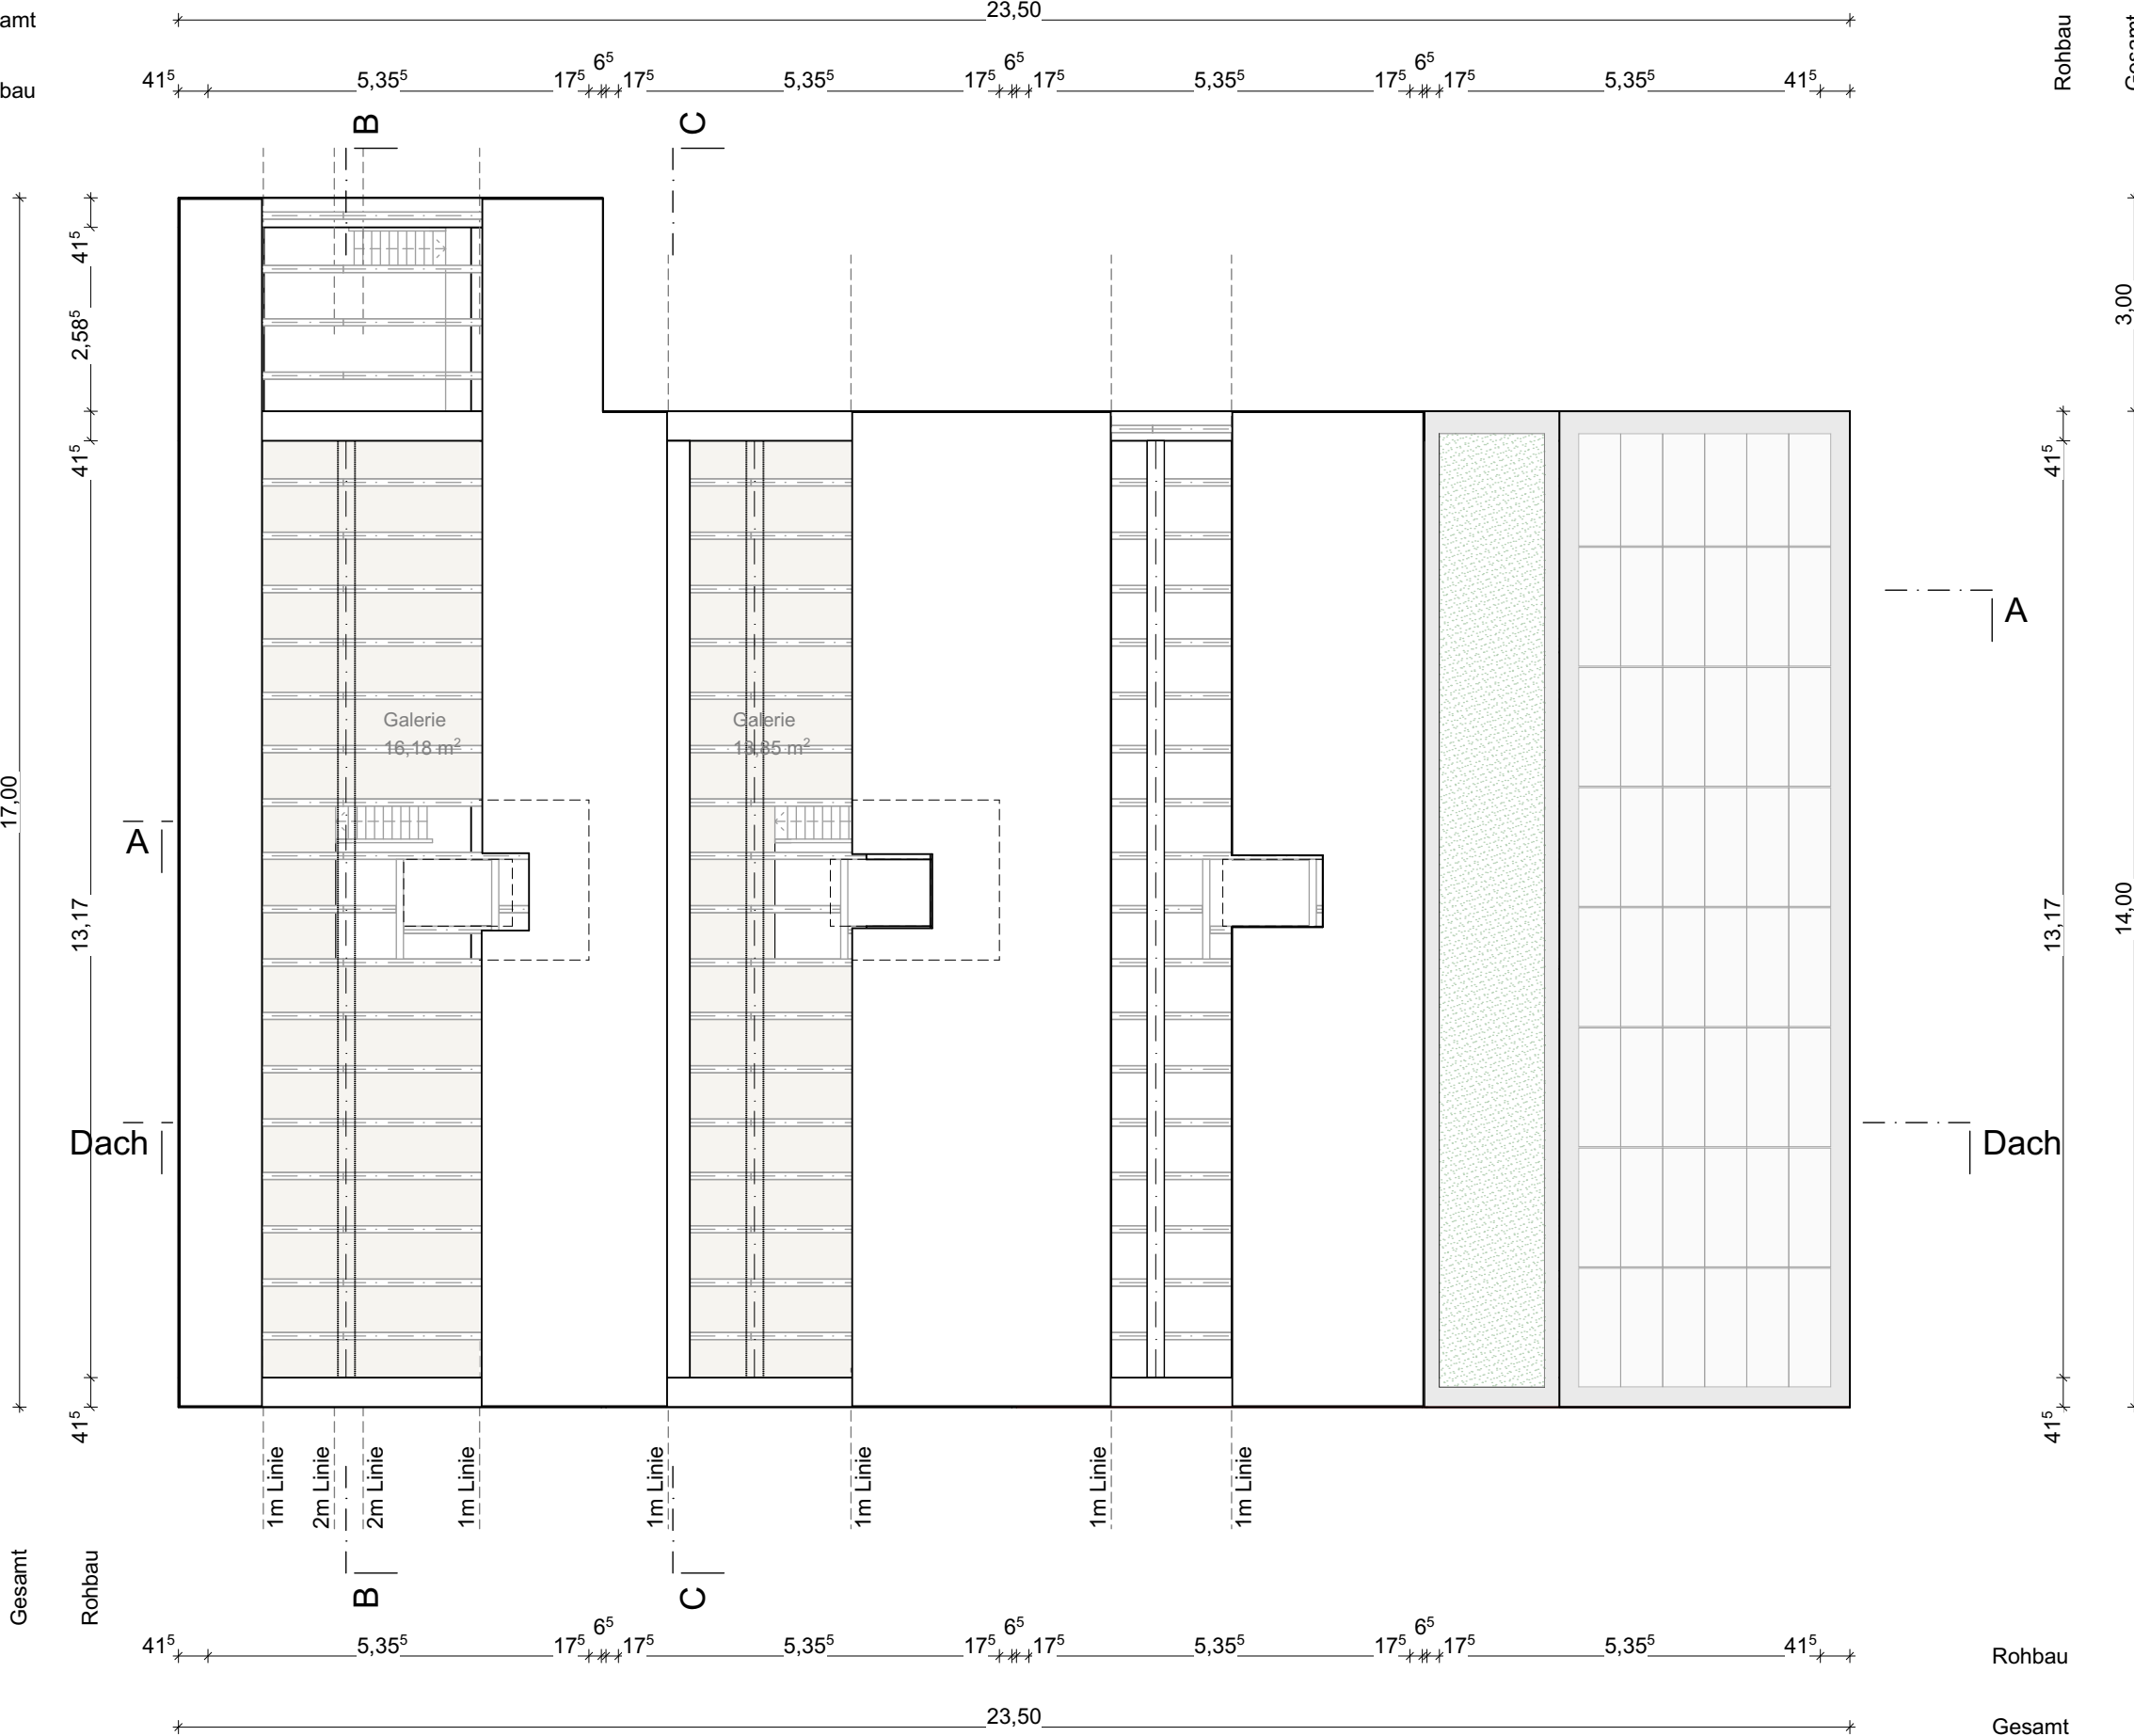 amt
23,50
Rohbau
Gesamt
6⁵ 6⁵ 6⁵
41⁵ 5,35⁵ 17⁵ 17⁵ 5,35⁵ 17⁵ 17⁵ 5,35⁵ 17⁵ 17⁵ 5,35⁵ 41⁵
bau
B C
41⁵
2,58⁵
3,00
41⁵
41⁵
A
Galerie
16,18 m²
Galerie
m²
17,00
A
13,17
13,17
14,00
Dach
Dach
41⁵
41⁵
1m Linie
2m Linie
2m Linie
1m Linie
1m Linie
1m Linie
1m Linie
1m Linie
Gesamt
Rohbau
B C
6⁵ 6⁵ 6⁵
41⁵ 5,35⁵ 17⁵ 17⁵ 5,35⁵ 17⁵ 17⁵ 5,35⁵ 17⁵ 17⁵ 5,35⁵ 41⁵
Rohbau
23,50
Gesamt